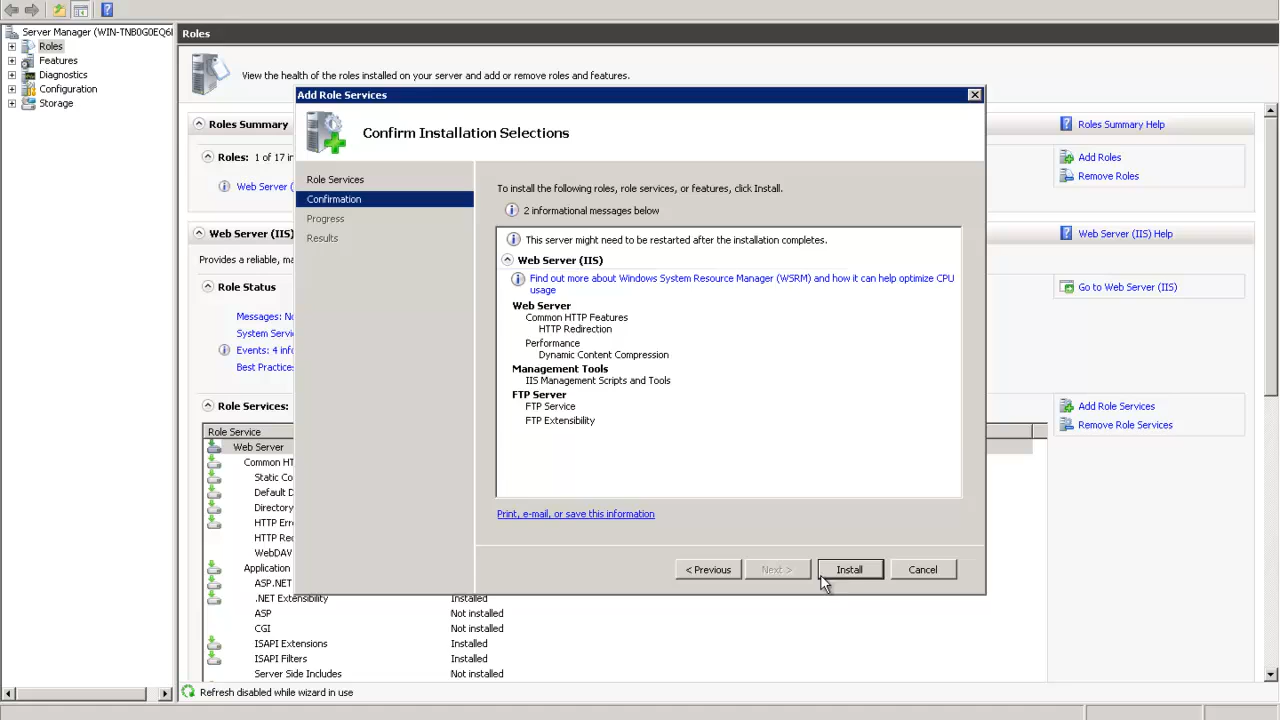 Server Manager (WIN-TNB0G0EQ6
Roles
Features
Diagnostics
Configuration
Storage
Roles
View the health of the roles installed on your server and add or remove roles and features.
Roles Summary
Roles Summary Help
Roles: 1 of 17 in
Web Server (
Add Roles
Remove Roles
Web Server (IIS)
Web Server (IIS) Help
Provides a reliable, ma
Role Status
Go to Web Server (IIS)
Messages: No
System Servi
Events: 4 info
Best Practice
Role Services:
Add Role Services
Remove Role Services
Role Service
Web Server
Common HT
Static Co
Default D
Directory
HTTP Err
HTTP Re
WebDAV
Application
ASP.NET
.NET Extensibility Installed
ASP Not installed
CGI Not installed
ISAPI Extensions Installed
ISAPI Filters Installed
Server Side Includes Not installed
Refresh disabled while wizard in use
Add Role Services
Confirm Installation Selections
Role Services
Confirmation
Progress
Results
To install the following roles, role services, or features, click Install.
2 informational messages below
This server might need to be restarted after the installation completes.
Web Server (IIS)
Find out more about Windows System Resource Manager (WSRM) and how it can help optimize CPU
usage
Web Server
Common HTTP Features
HTTP Redirection
Performance
Dynamic Content Compression
Management Tools
IIS Management Scripts and Tools
FTP Server
FTP Service
FTP Extensibility
Print, e-mail, or save this information
< Previous
Next >
Install
Cancel